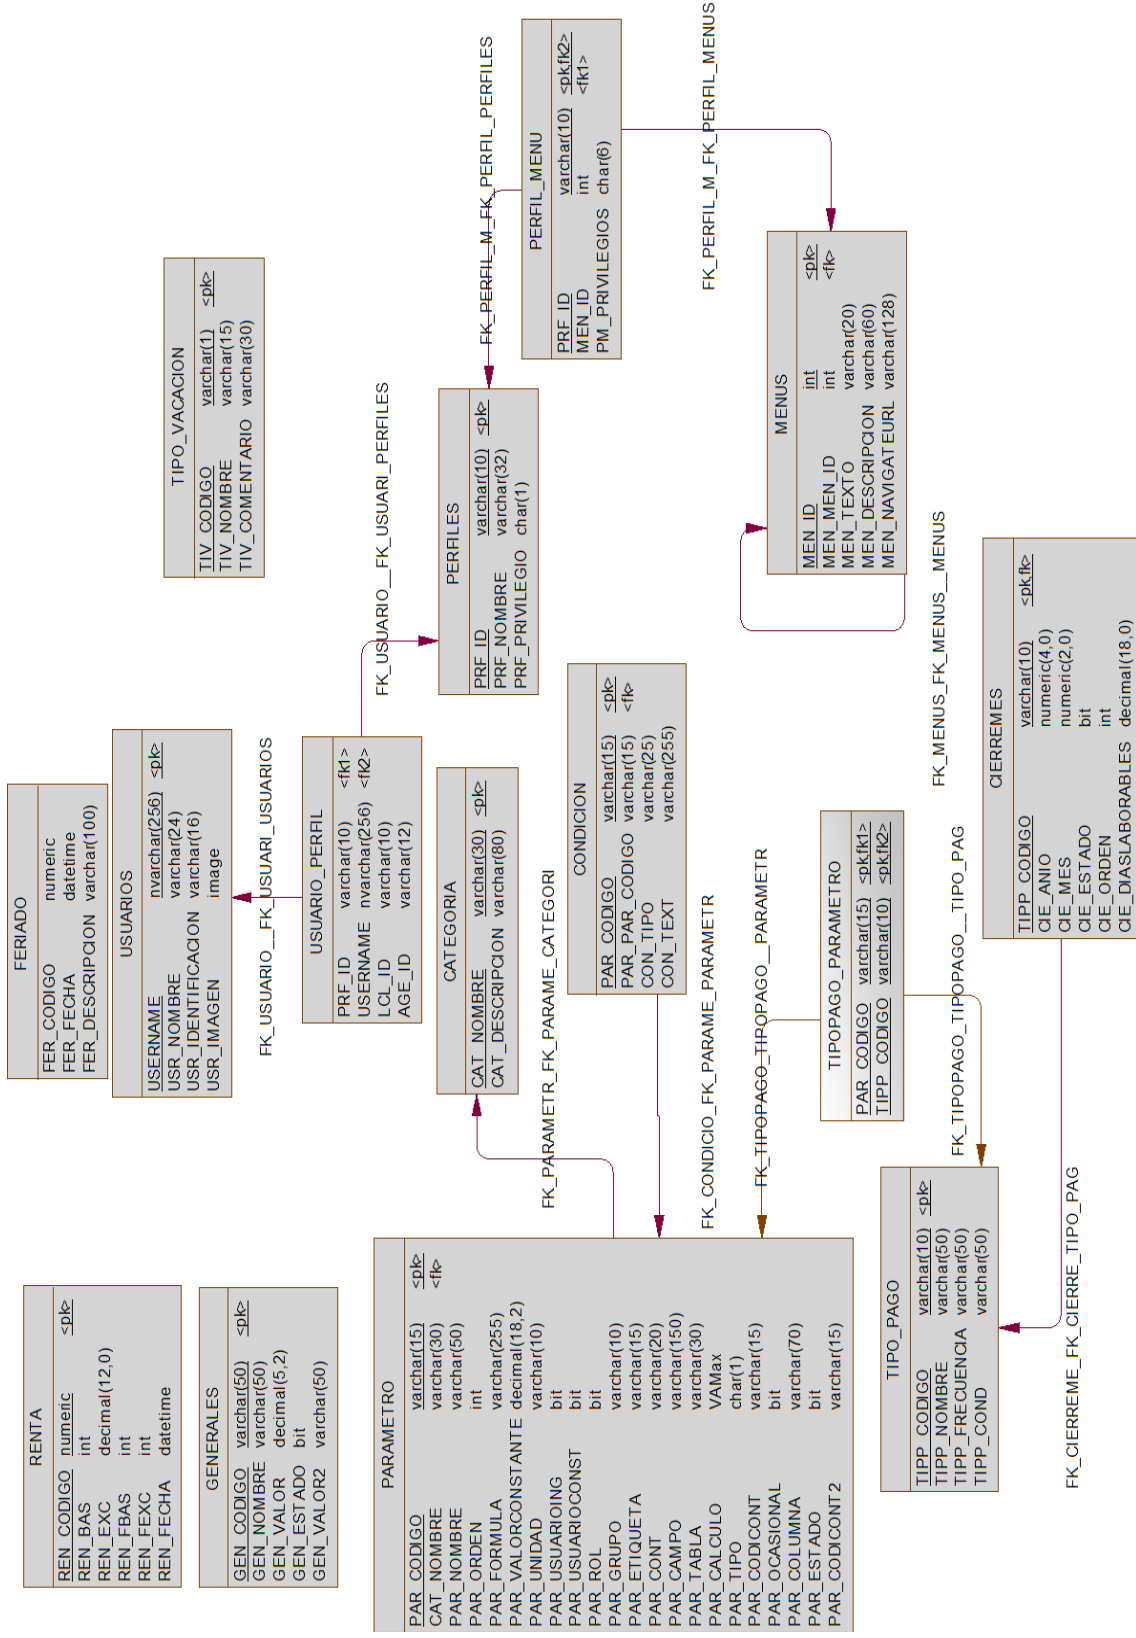 RENTA
REN_CODIGO numeric <pk>
REN_BAS int
REN_EXC decimal(12,0)
REN_FBAS int
REN_FEXC int
REN_FECHA datetime
FERIADO
FER_CODIGO numeric
FER_FECHA datetime
FER_DESCRIPCION varchar(100)
GENERALES
GEN_CODIGO varchar(50) <pk>
GEN_NOMBRE varchar(50)
GEN_VALOR decimal(5,2)
GEN_ESTADO bit
GEN_VALOR2 varchar(50)
USUARIOS
USERNAME nvarchar(256) <pk>
USR_NOMBRE varchar(24)
USR_IDENTIFICACION varchar(16)
USR_IMAGEN image
TIPO_VACACION
TIV_CODIGO varchar(1) <pk>
TIV_NOMBRE varchar(15)
TIV_COMENTARIO varchar(30)
FK_USUARIO__FK_USUARI_USUARIOS
USUARIO_PERFIL
PRF_ID varchar(10) <fk1>
USERNAME nvarchar(256) <fk2>
LCL_ID varchar(10)
AGE_ID varchar(12)
FK_USUARIO__FK_USUARI_PERFILES
PARAMETRO
PAR_CODIGO varchar(15) <pk>
CAT_NOMBRE varchar(30) <fk>
PAR_NOMBRE varchar(50)
PAR_ORDEN int
PAR_FORMULA varchar(255)
PAR_VALORCONSTANTE decimal(18,2)
PAR_UNIDAD varchar(10)
PAR_USUARIOING bit
PAR_USUARIOCONST bit
PAR_ROL bit
PAR_GRUPO varchar(10)
PAR_ETIQUETA varchar(15)
PAR_CONT varchar(20)
PAR_CAMPO varchar(150)
PAR_TABLA varchar(30)
PAR_CALCULO VAMax
PAR_TIPO char(1)
PAR_CODICONT varchar(15)
PAR_OCASIONAL bit
PAR_COLUMNA varchar(70)
PAR_ESTADO bit
PAR_CODICONT2 varchar(15)
CATEGORIA
CAT_NOMBRE varchar(30) <pk>
CAT_DESCRIPCION varchar(80)
PERFILES
PRF_ID varchar(10) <pk>
PRF_NOMBRE varchar(32)
PRF_PRIVILEGIO char(1)
FK_PERFIL_M_FK_PERFIL_PERFILES
PERFIL_MENU
PRF_ID varchar(10) <pk,fk2>
MEN_ID int <fk1>
PM_PRIVILEGIOS char(6)
FK_PARAMETR_FK_PARAME_CATEGORI
CONDICION
PAR_CODIGO varchar(15) <pk>
PAR_PAR_CODIGO varchar(15) <fk>
CON_TIPO varchar(25)
CON_TEXT varchar(255)
FK_CONDICIO_FK_PARAME_PARAMETR
FK_PERFIL_M_FK_PERFIL_MENUS
FK_TIPOPAGO_TIPOPAGO__PARAMETR
MENUS
MEN_ID int <pk>
MEN_MEN_ID int <fk>
MEN_TEXTO varchar(20)
MEN_DESCRIPCION varchar(60)
MEN_NAVIGATEURL varchar(128)
TIPOPAGO_PARAMETRO
PAR_CODIGO varchar(15) <pk,fk1>
TIPP_CODIGO varchar(10) <pk,fk2>
FK_MENUS_FK_MENUS__MENUS
FK_TIPOPAGO_TIPOPAGO__TIPO_PAG
TIPO_PAGO
TIPP_CODIGO varchar(10) <pk>
TIPP_NOMBRE varchar(50)
TIPP_FRECUENCIA varchar(50)
TIPP_COND varchar(50)
CIERREMES
TIPP_CODIGO varchar(10) <pk,fk>
CIE_ANIO numeric(4,0)
CIE_MES numeric(2,0)
CIE_ESTADO bit
CIE_ORDEN int
CIE_DIASLABORABLES decimal(18,0)
FK_CIERREME_FK_CIERRE_TIPO_PAG